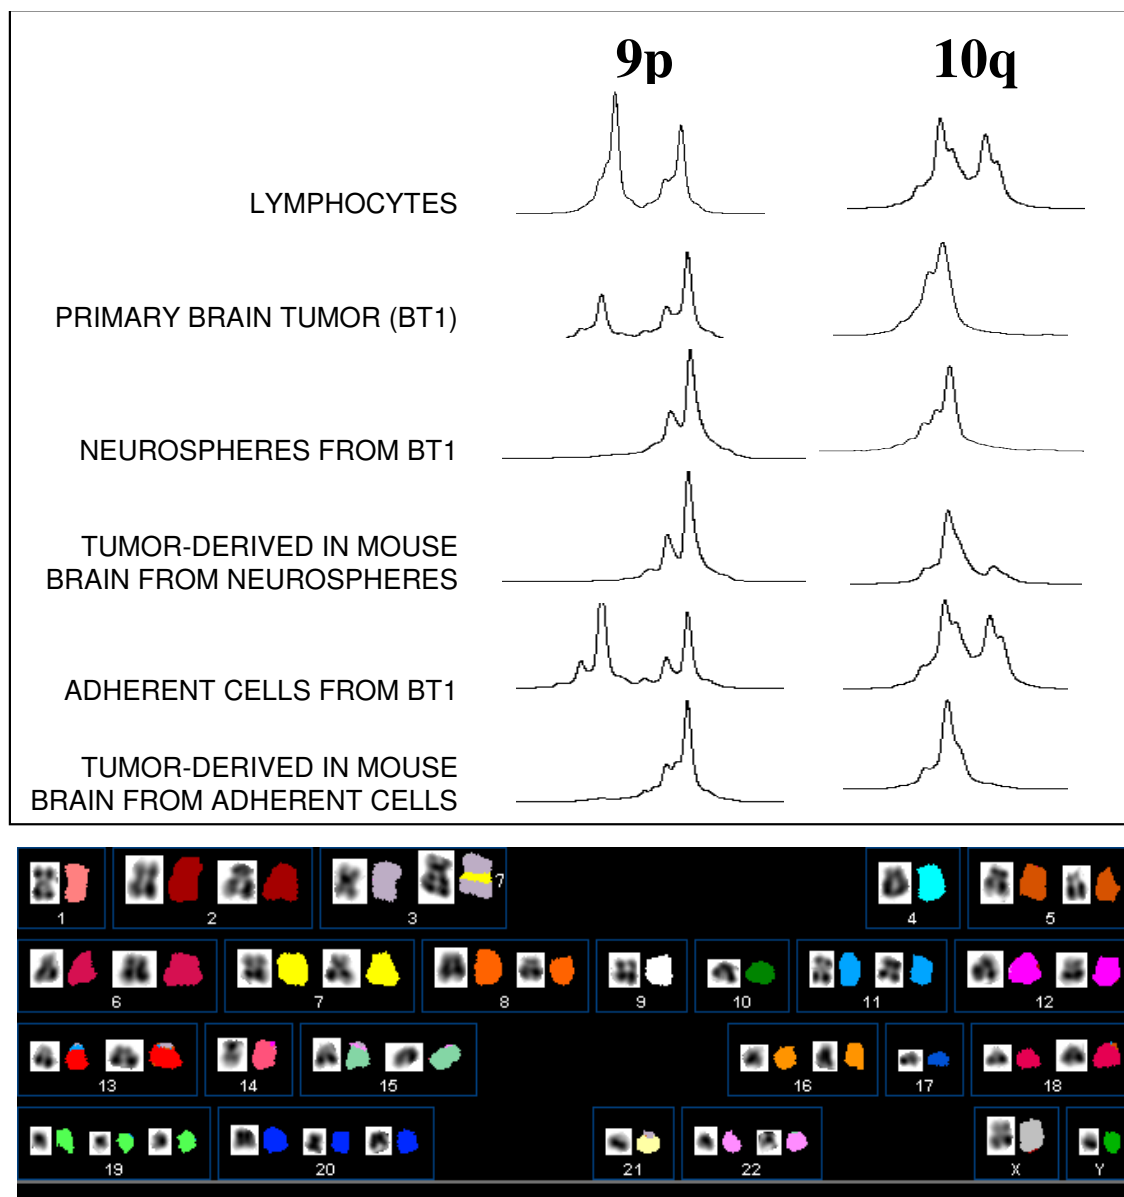 9p 10q
LYMPHOCYTES
PRIMARY BRAIN TUMOR (BT1)
NEUROSPHERES FROM BT1
TUMOR-DERIVED IN MOUSE
BRAIN FROM NEUROSPHERES
ADHERENT CELLS FROM BT1
TUMOR-DERIVED IN MOUSE
BRAIN FROM ADHERENT CELLS
7
1 2 3 4 5
6 7 8 9 10 11 12
13 14 15 16 17 18
19 20 21 22 X Y